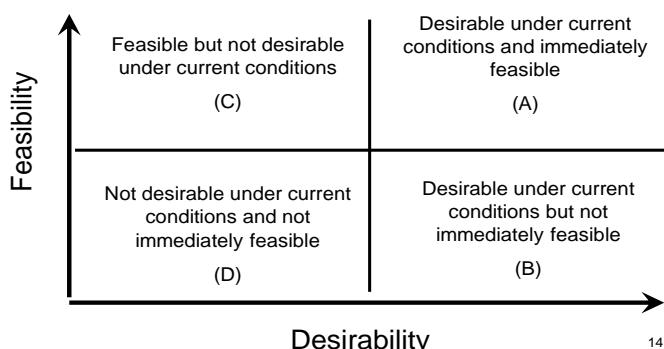 Feasibility
Feasible but not desirable
under current conditions
(C)
Desirable under current
conditions and immediately
feasible
(A)
Not desirable under current
conditions and not
immediately feasible
(D)
Desirable under current
conditions but not
immediately feasible
(B)
Desirability
14